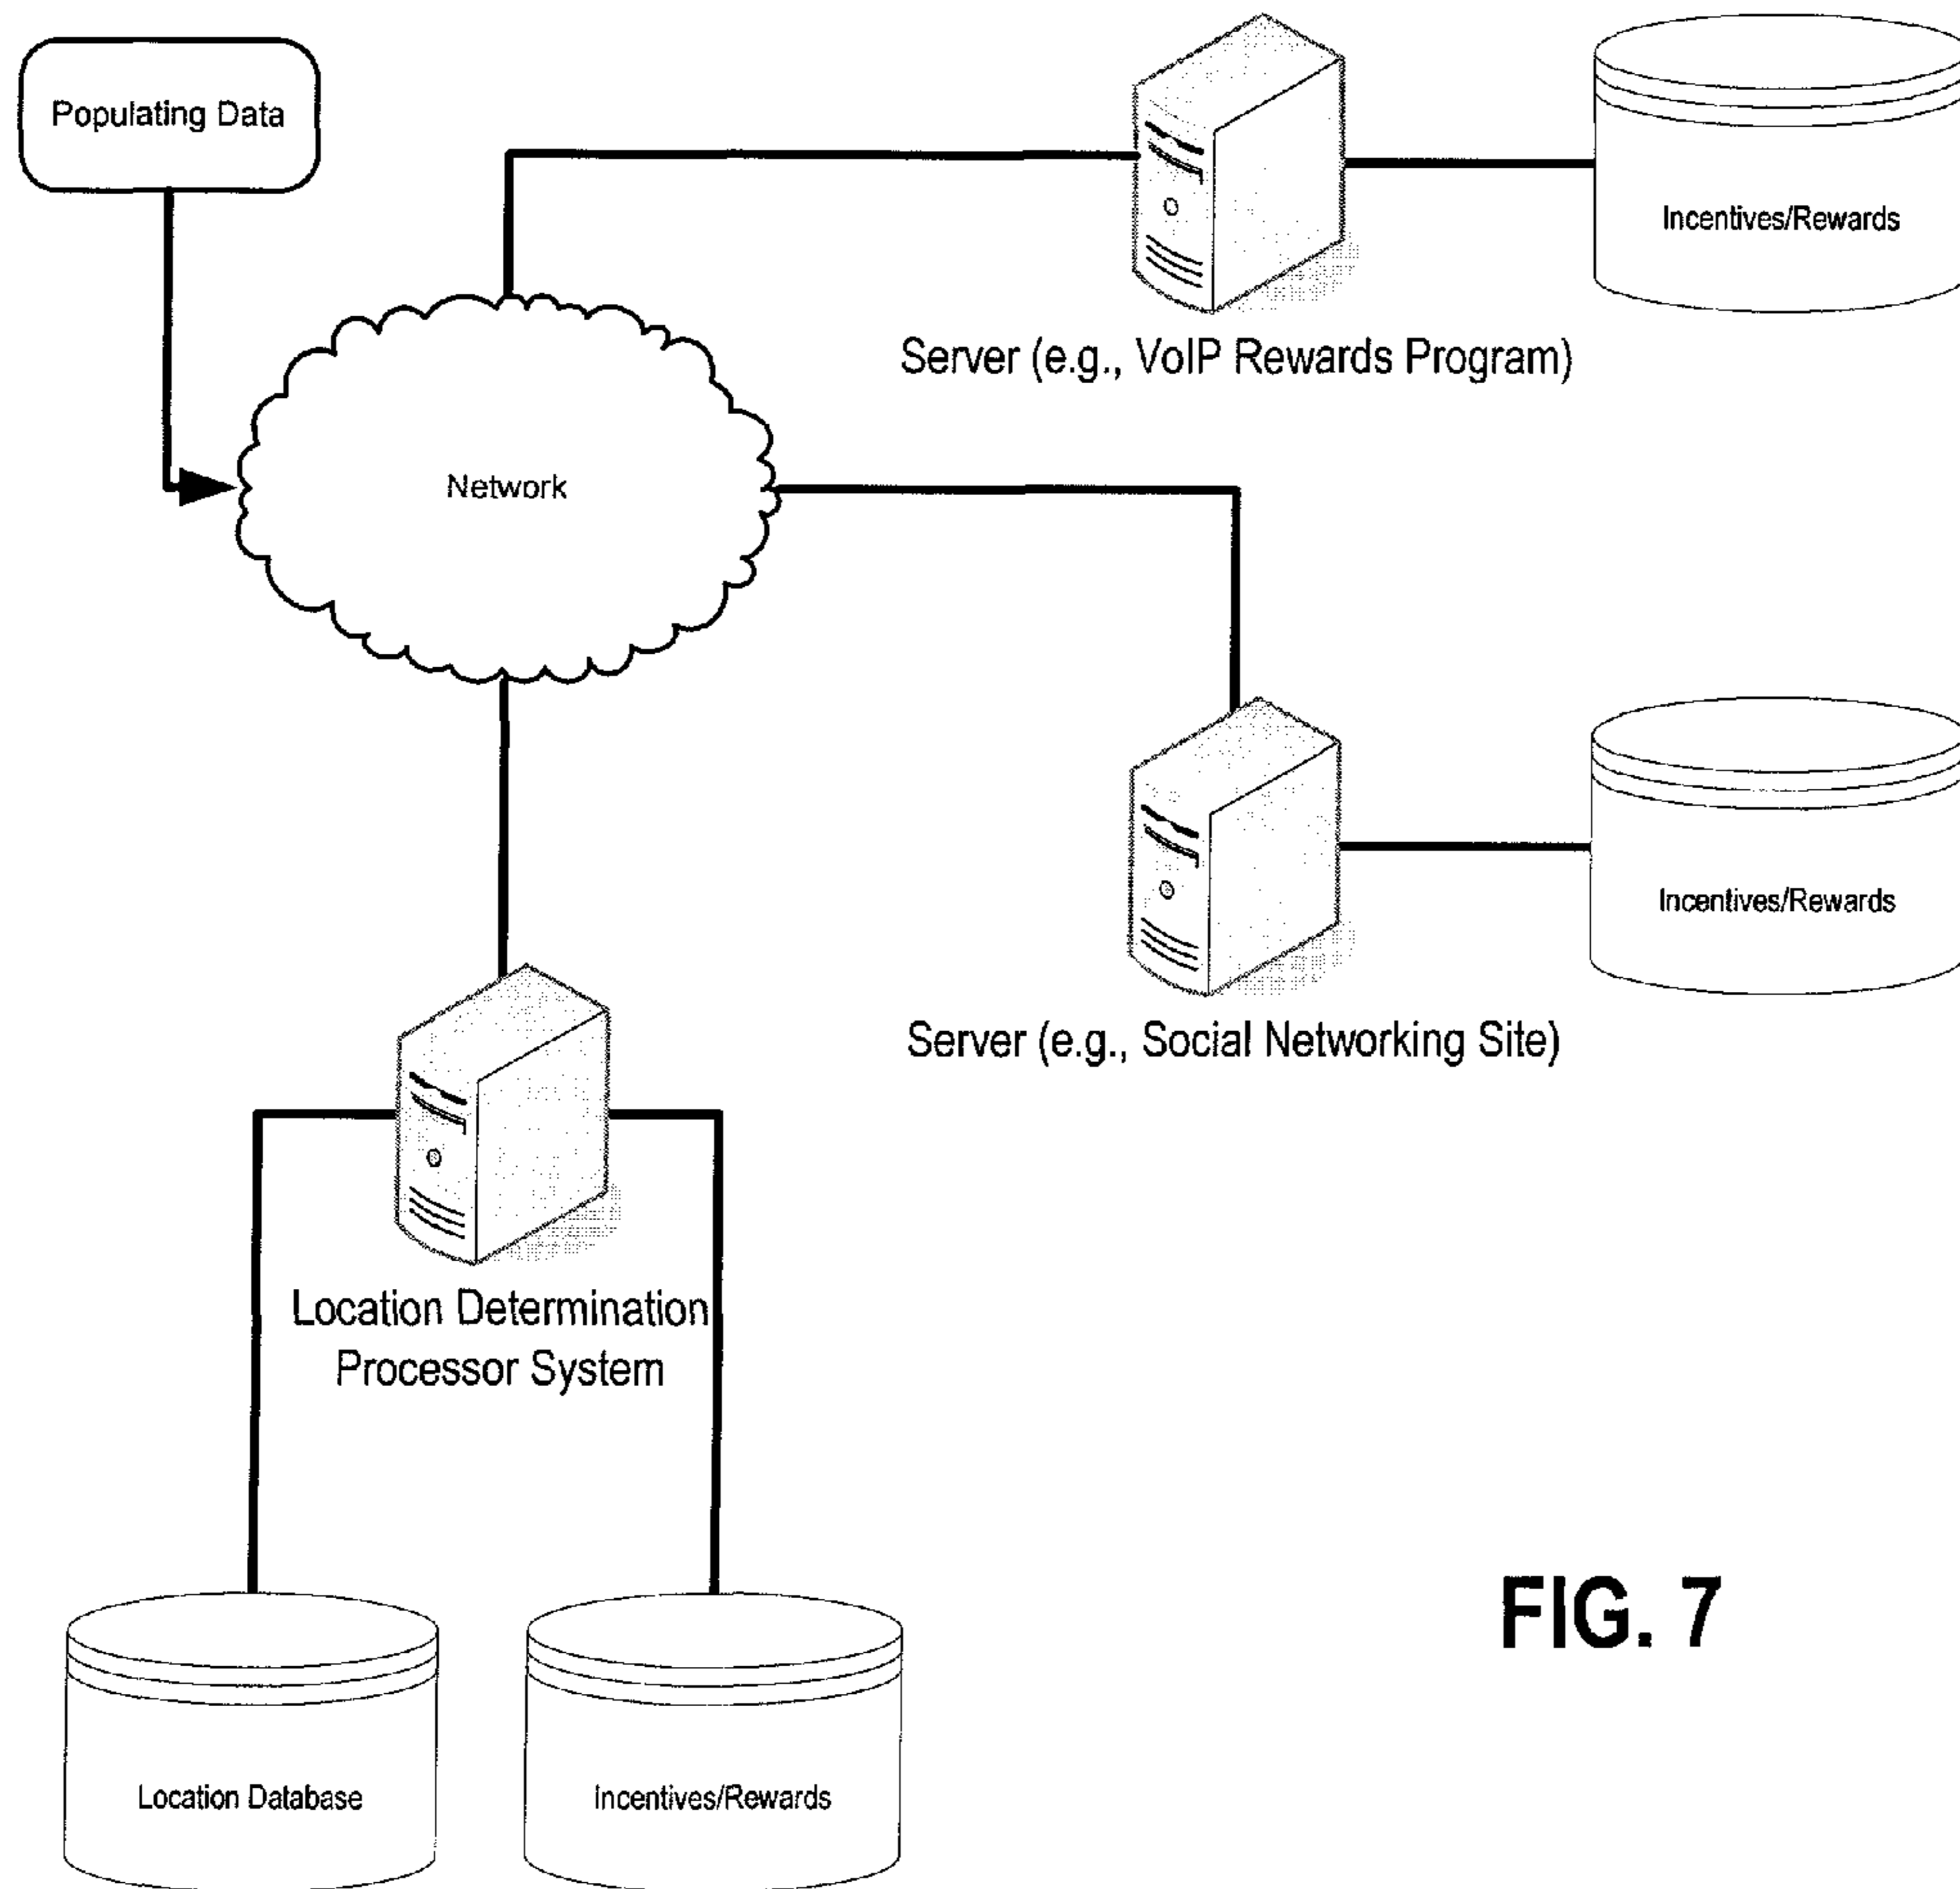 Populating Data
Incentives/Rewards
Server (e.g., VoIP Rewards Program)
Network
Incentives/Rewards
Server (e.g., Social Networking Site)
Location Determination
Processor System
Location Database
Incentives/Rewards
FIG. 7